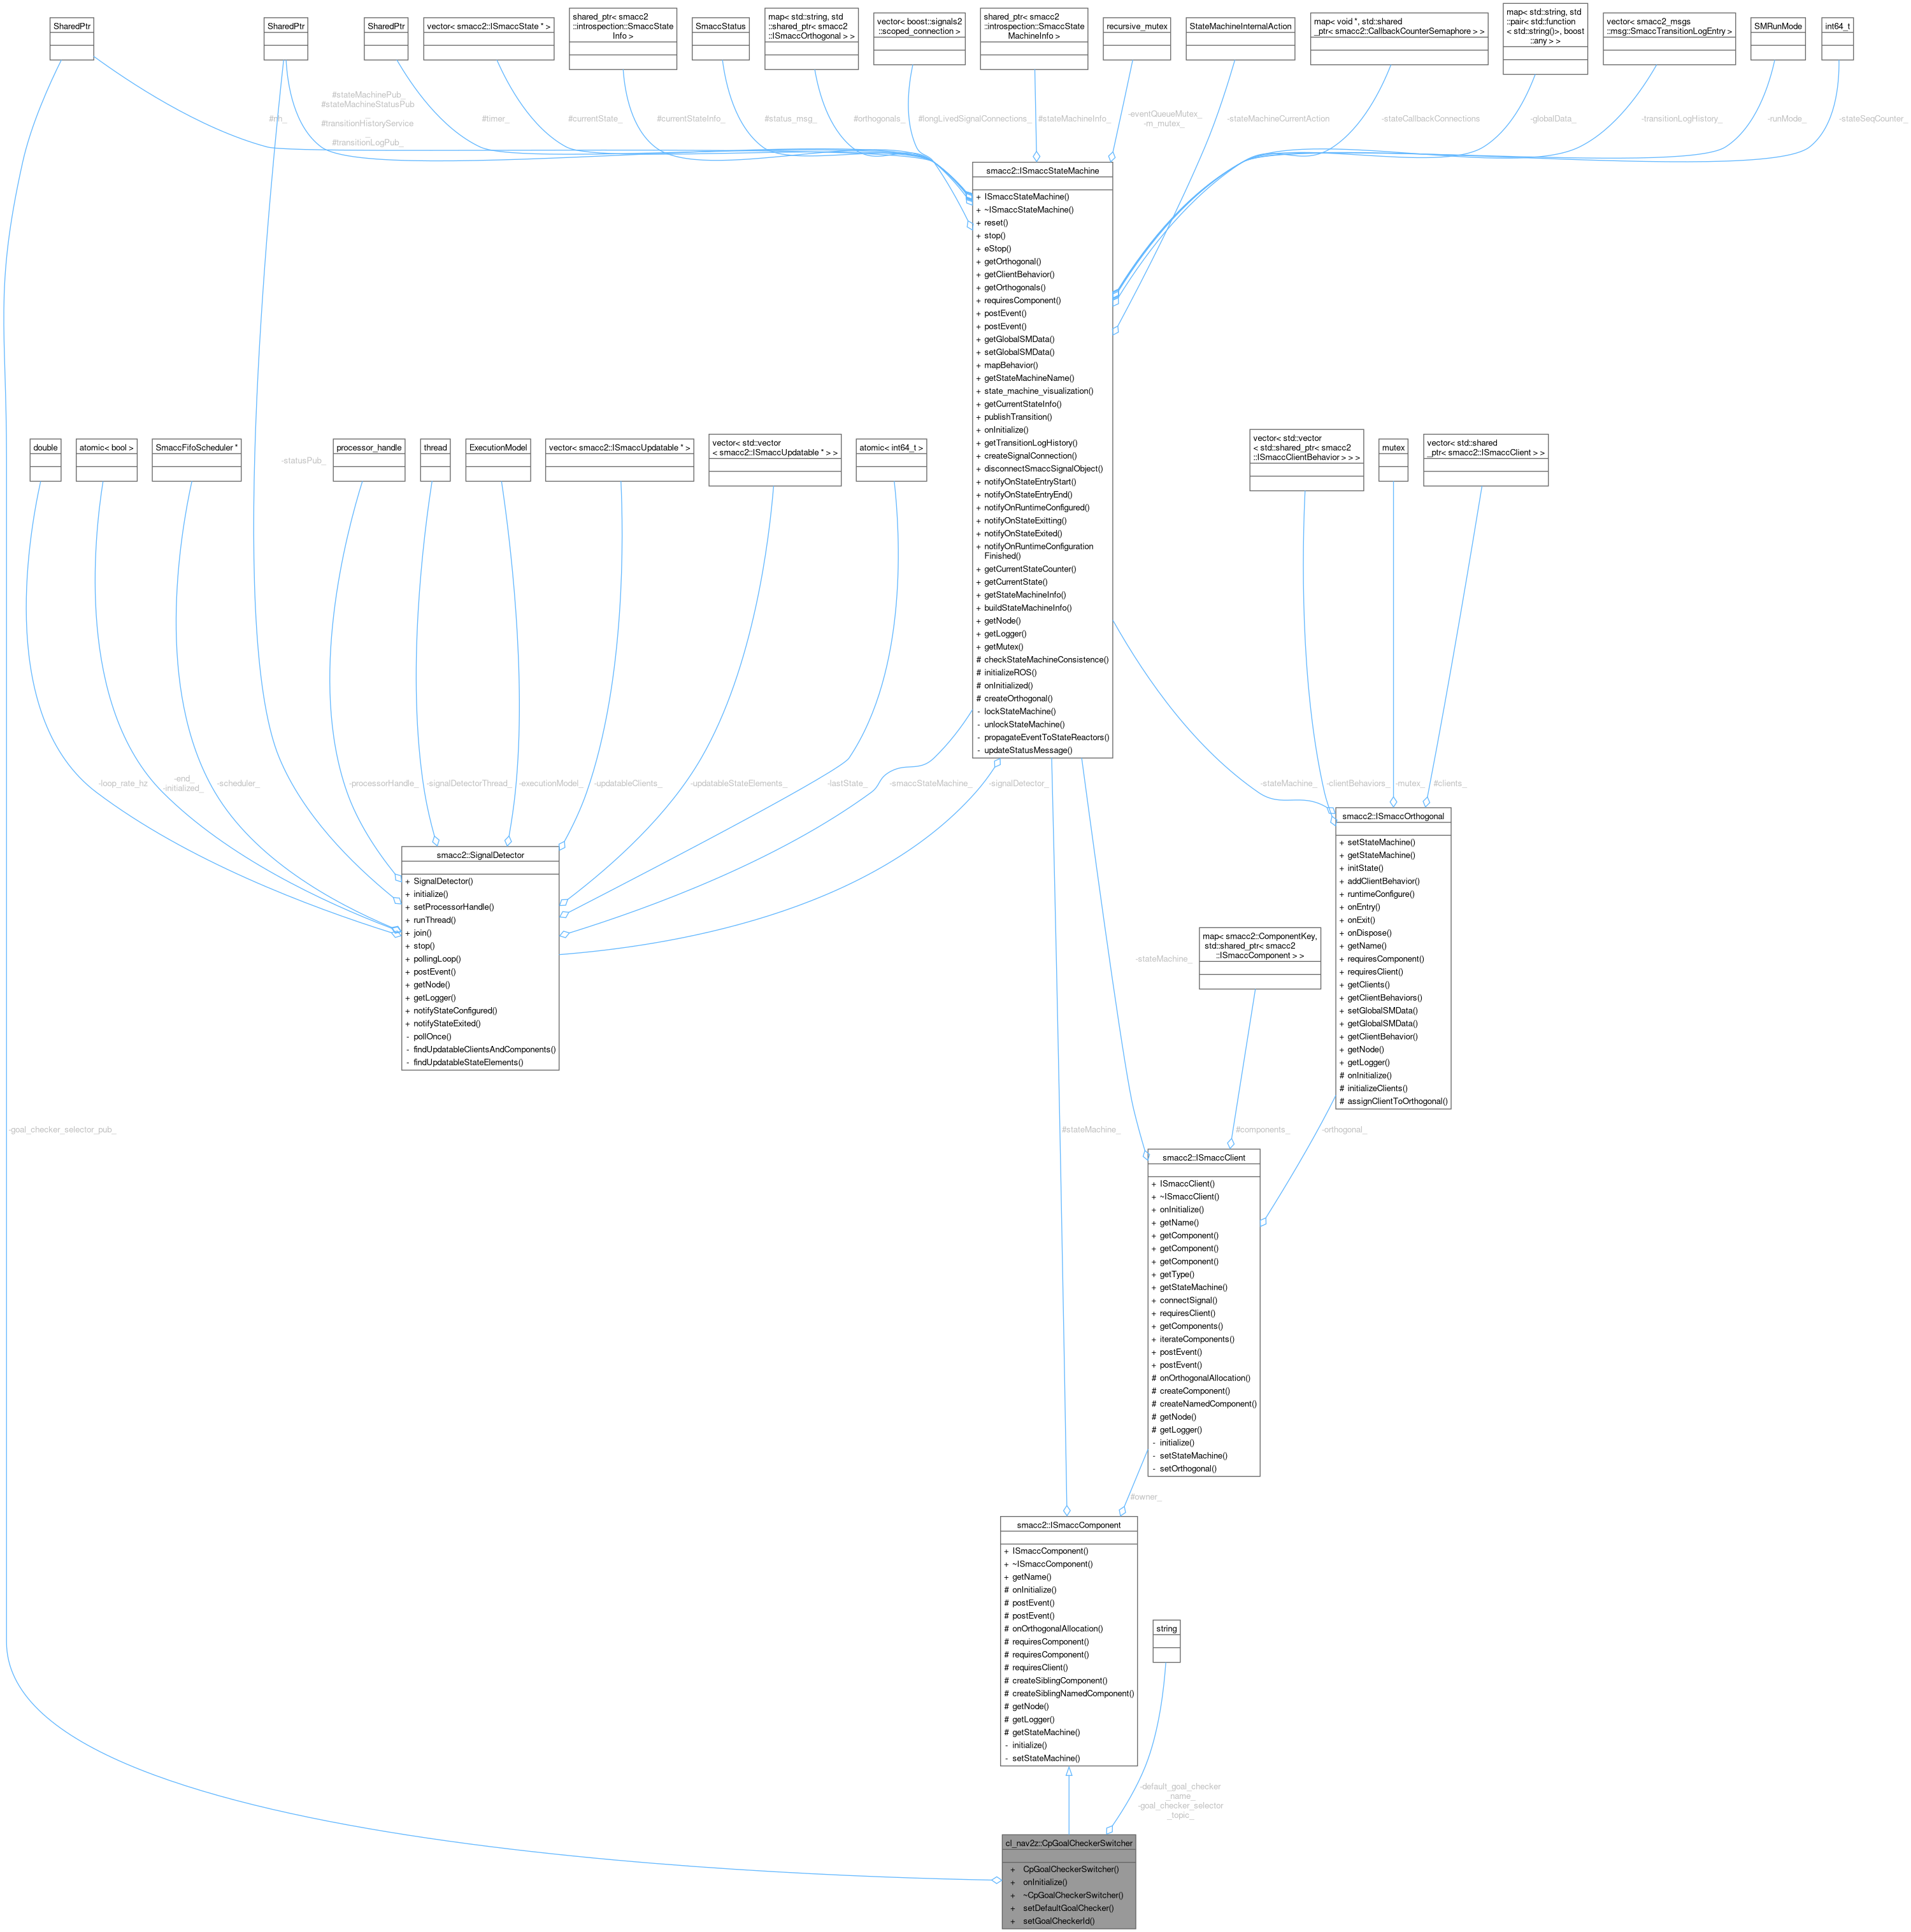 SharedPtr
SharedPtr
SharedPtr
vector< smacc2::ISmaccState * >
shared_ptr< smacc2
::introspection::SmaccState
Info >
SmaccStatus
map< std::string, std
::shared_ptr< smacc2
::ISmaccOrthogonal > >
vector< boost::signals2
::scoped_connection >
shared_ptr< smacc2
::introspection::SmaccState
MachineInfo >
recursive_mutex
StateMachineInternalAction
map< void *, std::shared
_ptr< smacc2::CallbackCounterSemaphore > >
map< std::string, std
::pair< std::function
< std::string()>, boost
::any > >
vector< smacc2_msgs
::msg::SmaccTransitionLogEntry >
SMRunMode
int64_t
#nh_
#stateMachinePub_
#stateMachineStatusPub
_
#transitionHistoryService
_
#transitionLogPub_
#timer_
#currentState_
#currentStateInfo_
#status_msg_
#orthogonals_
#longLivedSignalConnections_
#stateMachineInfo_
-eventQueueMutex_
-m_mutex_
-stateMachineCurrentAction
-stateCallbackConnections
-globalData_
-transitionLogHistory_
-runMode_
-stateSeqCounter_
smacc2::ISmaccStateMachine
+ ISmaccStateMachine()
+ ~ISmaccStateMachine()
+ reset()
+ stop()
+ eStop()
+ getOrthogonal()
+ getClientBehavior()
+ getOrthogonals()
+ requiresComponent()
+ postEvent()
+ postEvent()
+ getGlobalSMData()
+ setGlobalSMData()
+ mapBehavior()
+ getStateMachineName()
+ state_machine_visualization()
+ getCurrentStateInfo()
+ publishTransition()
+ onInitialize()
+ getTransitionLogHistory()
+ createSignalConnection()
+ disconnectSmaccSignalObject()
+ notifyOnStateEntryStart()
+ notifyOnStateEntryEnd()
+ notifyOnRuntimeConfigured()
+ notifyOnStateExitting()
+ notifyOnStateExited()
+ notifyOnRuntimeConfiguration
Finished()
+ getCurrentStateCounter()
+ getCurrentState()
+ getStateMachineInfo()
+ buildStateMachineInfo()
+ getNode()
+ getLogger()
+ getMutex()
# checkStateMachineConsistence()
# initializeROS()
# onInitialized()
# createOrthogonal()
- lockStateMachine()
- unlockStateMachine()
- propagateEventToStateReactors()
- updateStatusMessage()
double
atomic< bool >
SmaccFifoScheduler *
-statusPub_
processor_handle
thread
ExecutionModel
vector< smacc2::ISmaccUpdatable * >
vector< std::vector
< smacc2::ISmaccUpdatable * > >
atomic< int64_t >
vector< std::vector
< std::shared_ptr< smacc2
::ISmaccClientBehavior > > >
mutex
vector< std::shared
_ptr< smacc2::ISmaccClient > >
-loop_rate_hz
-end_
-initialized_
-scheduler_
-processorHandle_
-signalDetectorThread_
-executionModel_
-updatableClients_
-updatableStateElements_
-lastState_
-smaccStateMachine_
-signalDetector_
-stateMachine_
-clientBehaviors_
-mutex_
#clients_
smacc2::SignalDetector
+ SignalDetector()
+ initialize()
+ setProcessorHandle()
+ runThread()
+ join()
+ stop()
+ pollingLoop()
+ postEvent()
+ getNode()
+ getLogger()
+ notifyStateConfigured()
+ notifyStateExited()
- pollOnce()
- findUpdatableClientsAndComponents()
- findUpdatableStateElements()
smacc2::ISmaccOrthogonal
+ setStateMachine()
+ getStateMachine()
+ initState()
+ addClientBehavior()
+ runtimeConfigure()
+ onEntry()
+ onExit()
+ onDispose()
+ getName()
+ requiresComponent()
+ requiresClient()
+ getClients()
+ getClientBehaviors()
+ setGlobalSMData()
+ getGlobalSMData()
+ getClientBehavior()
+ getNode()
+ getLogger()
# onInitialize()
# initializeClients()
# assignClientToOrthogonal()
-stateMachine_
map< smacc2::ComponentKey,
std::shared_ptr< smacc2
::ISmaccComponent > >
-goal_checker_selector_pub_
#stateMachine_
#components_
-orthogonal_
smacc2::ISmaccClient
+ ISmaccClient()
+ ~ISmaccClient()
+ onInitialize()
+ getName()
+ getComponent()
+ getComponent()
+ getComponent()
+ getType()
+ getStateMachine()
+ connectSignal()
+ requiresClient()
+ getComponents()
+ iterateComponents()
+ postEvent()
+ postEvent()
# onOrthogonalAllocation()
# createComponent()
# createNamedComponent()
# getNode()
# getLogger()
- initialize()
- setStateMachine()
- setOrthogonal()
#owner_
smacc2::ISmaccComponent
+ ISmaccComponent()
+ ~ISmaccComponent()
+ getName()
# onInitialize()
# postEvent()
# postEvent()
# onOrthogonalAllocation()
# requiresComponent()
# requiresComponent()
# requiresClient()
# createSiblingComponent()
# createSiblingNamedComponent()
# getNode()
# getLogger()
# getStateMachine()
- initialize()
- setStateMachine()
string
-default_goal_checker
_name_
-goal_checker_selector
_topic_
cl_nav2z::CpGoalCheckerSwitcher
+ CpGoalCheckerSwitcher()
+ onInitialize()
+ ~CpGoalCheckerSwitcher()
+ setDefaultGoalChecker()
+ setGoalCheckerId()